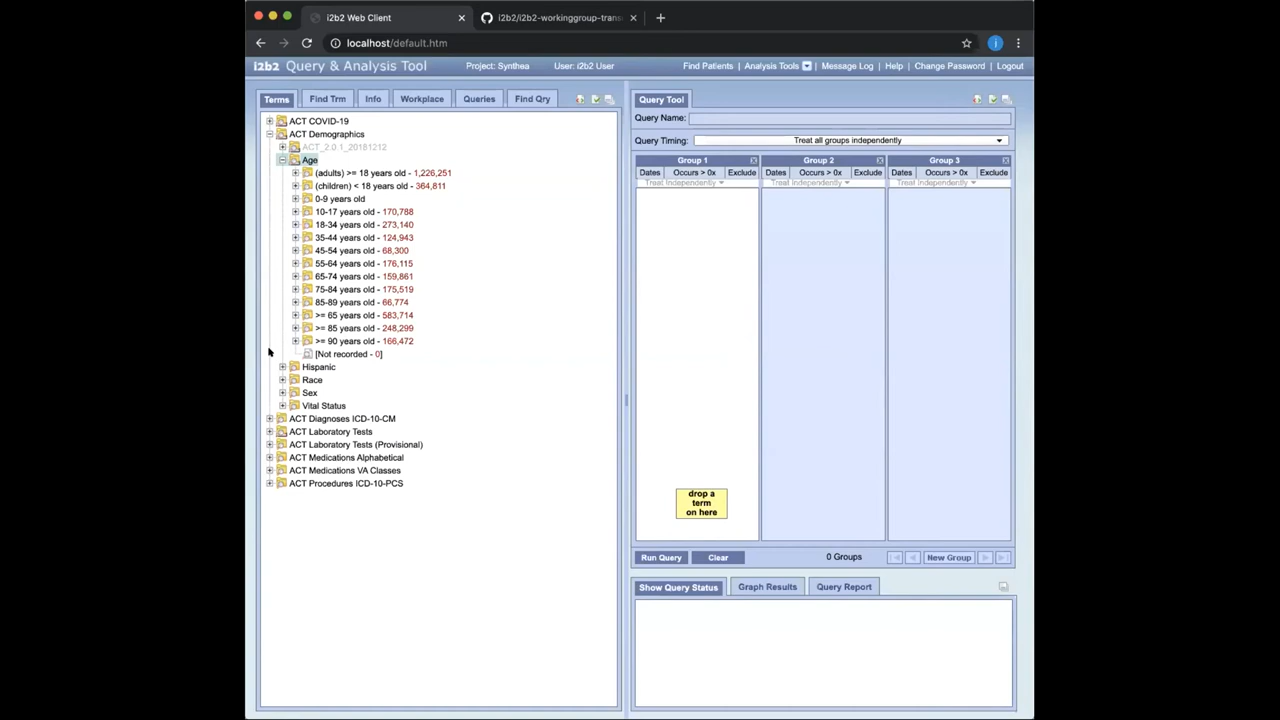 i2b2 Web Client
i2b2/i2b2-workinggroup-trans
localhost/default.htm
i
i2b2 Query & Analysis Tool
Project: Synthea
User: i2b2 User
Find Patients | Analysis Tools | Message Log | Help | Change Password | Logout
Terms
Find Trm
Info
Workplace
Queries
Find Qry
ACT COVID-19
ACT Demographics
ACT_2.0.1_20181212
Age
(adults) >= 18 years old - 1,226,251
(children) < 18 years old - 364,811
0-9 years old
10-17 years old - 170,788
18-34 years old - 273,140
35-44 years old - 124,943
45-54 years old - 68,300
55-64 years old - 176,115
65-74 years old - 159,861
75-84 years old - 175,519
85-89 years old - 66,774
>= 65 years old - 583,714
>= 85 years old - 248,299
>= 90 years old - 166,472
[Not recorded - 0]
Hispanic
Race
Sex
Vital Status
ACT Diagnoses ICD-10-CM
ACT Laboratory Tests
ACT Laboratory Tests (Provisional)
ACT Medications Alphabetical
ACT Medications VA Classes
ACT Procedures ICD-10-PCS
Query Tool
Query Name:
Query Timing: Treat all groups independently
Group 1
Group 2
Group 3
Dates Occurs > 0x Exclude
Dates Occurs > 0x Exclude
Dates Occurs > 0x Exclude
Treat Independently
Treat Independently
Treat Independently
drop a
term
on here
Run Query
Clear
0 Groups
New Group
Show Query Status
Graph Results
Query Report